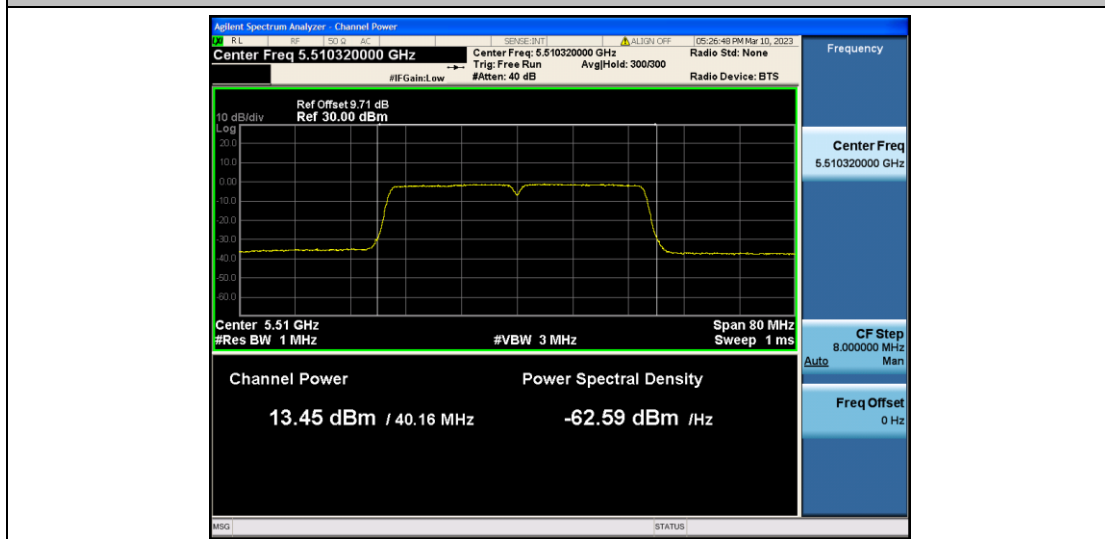 Agilent Spectrum Analyzer - Channel Power
RL RF 50 Ω AC SENSE:INT ALIGN OFF 05:26:48 PM Mar 10, 2023
Center Freq 5.510320000 GHz
Center Freq: 5.510320000 GHz
Radio Std: None
Trig: Free Run Avg|Hold: 300/300
#IFGain:Low #Atten: 40 dB Radio Device: BTS
Frequency
Ref Offset 9.71 dB
10 dB/div Ref 30.00 dBm
Log
20.0
10.0
0.00
-10.0
-20.0
-30.0
-40.0
-50.0
-60.0
Center 5.51 GHz Span 80 MHz
#Res BW 1 MHz #VBW 3 MHz Sweep 1 ms
Channel Power Power Spectral Density
13.45 dBm / 40.16 MHz -62.59 dBm /Hz
Center Freq
5.510320000 GHz
CF Step
8.000000 MHz
Auto Man
Freq Offset
0 Hz
MSG STATUS